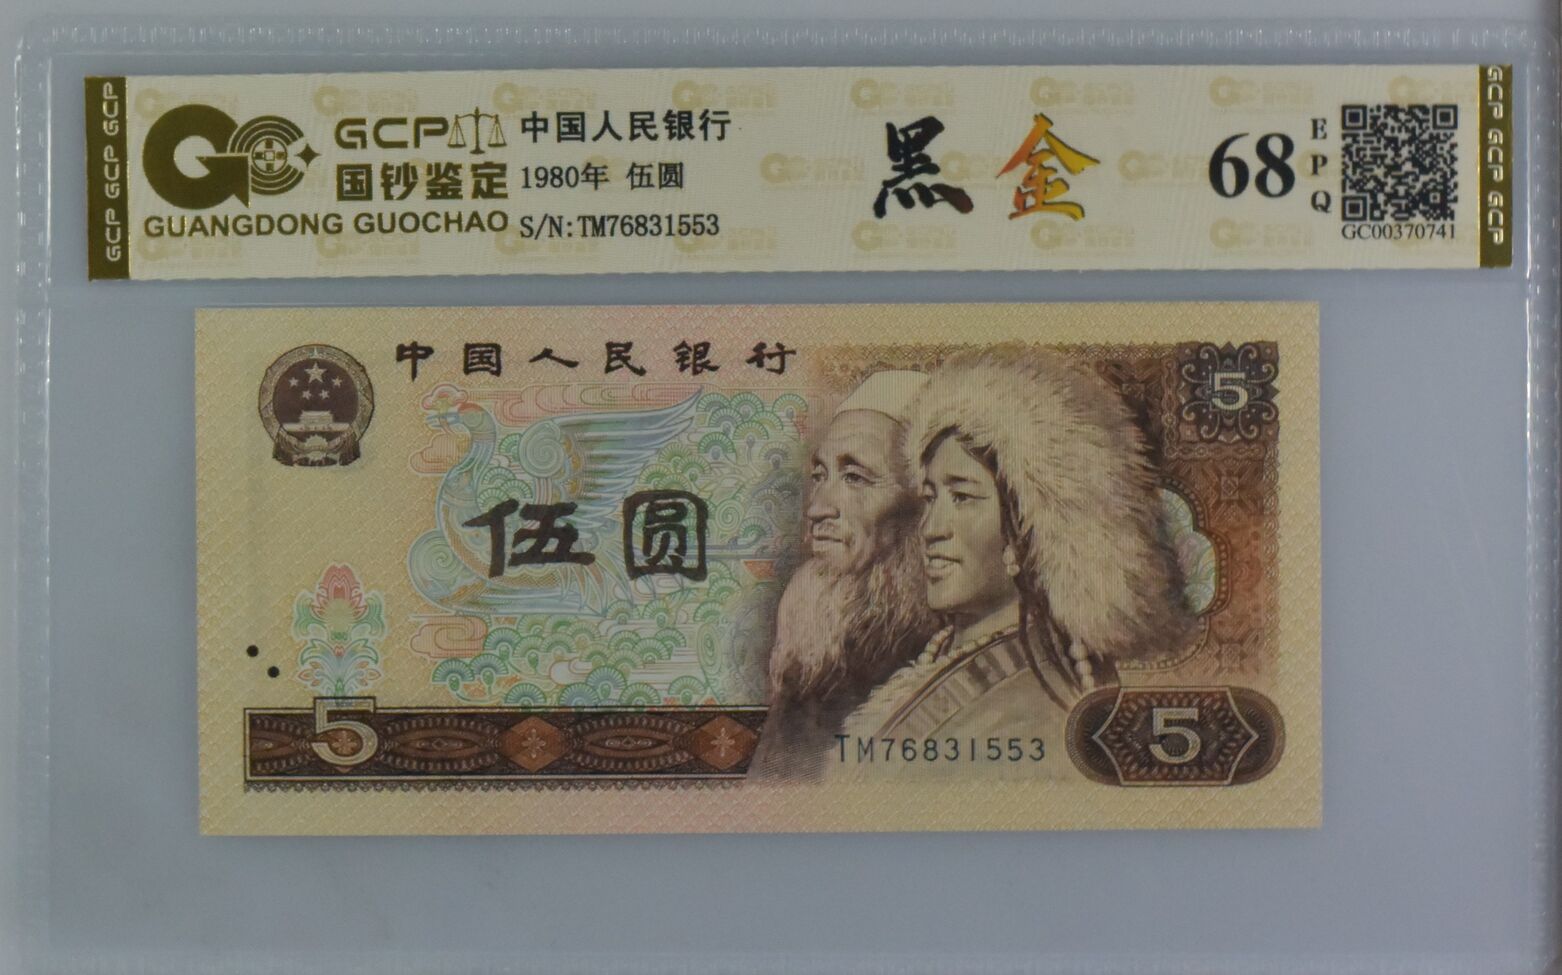 GCP GCP GCP
GCP
国钞鉴定
GUANGDONG GUOCHAO
中国人民银行
1980年 伍圆
S/N:TM76831553
黑金
68
EPQ
GC00370741
GCP GCP GCP
中国人民银行
5
伍圆
5
TM76831553
5